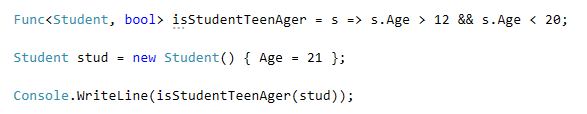 Func<Student, bool> isStudentTeenAger = s => s.Age > 12 && s.Age < 20;
Student stud = new Student() { Age = 21 };
Console.WriteLine(isStudentTeenAger(stud));